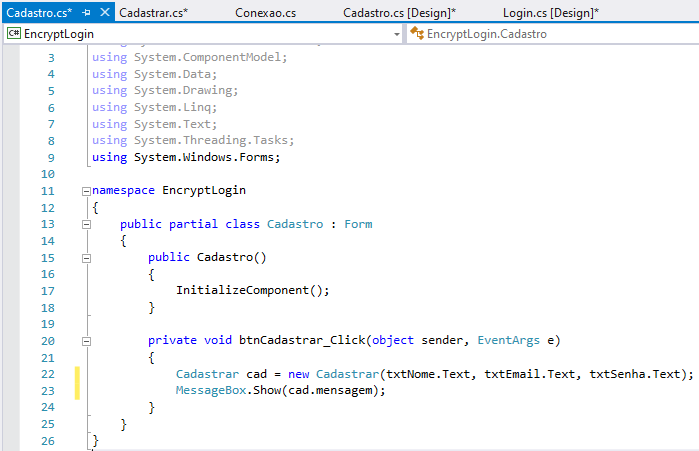 Cadastro.cs* Cadastrar.cs* Conexao.cs Cadastro.cs [Design]* Login.cs [Design]*
C# EncryptLogin EncryptLogin.Cadastro
3 using System.ComponentModel;
4 using System.Data;
5 using System.Drawing;
6 using System.Linq;
7 using System.Text;
8 using System.Threading.Tasks;
9 using System.Windows.Forms;
10
11 namespace EncryptLogin
12 {
13 public partial class Cadastro : Form
14 {
15 public Cadastro()
16 {
17 InitializeComponent();
18 }
19
20 private void btnCadastrar_Click(object sender, EventArgs e)
21 {
22 Cadastrar cad = new Cadastrar(txtNome.Text, txtEmail.Text, txtSenha.Text);
23 MessageBox.Show(cad.mensagem);
24 }
25 }
26 }